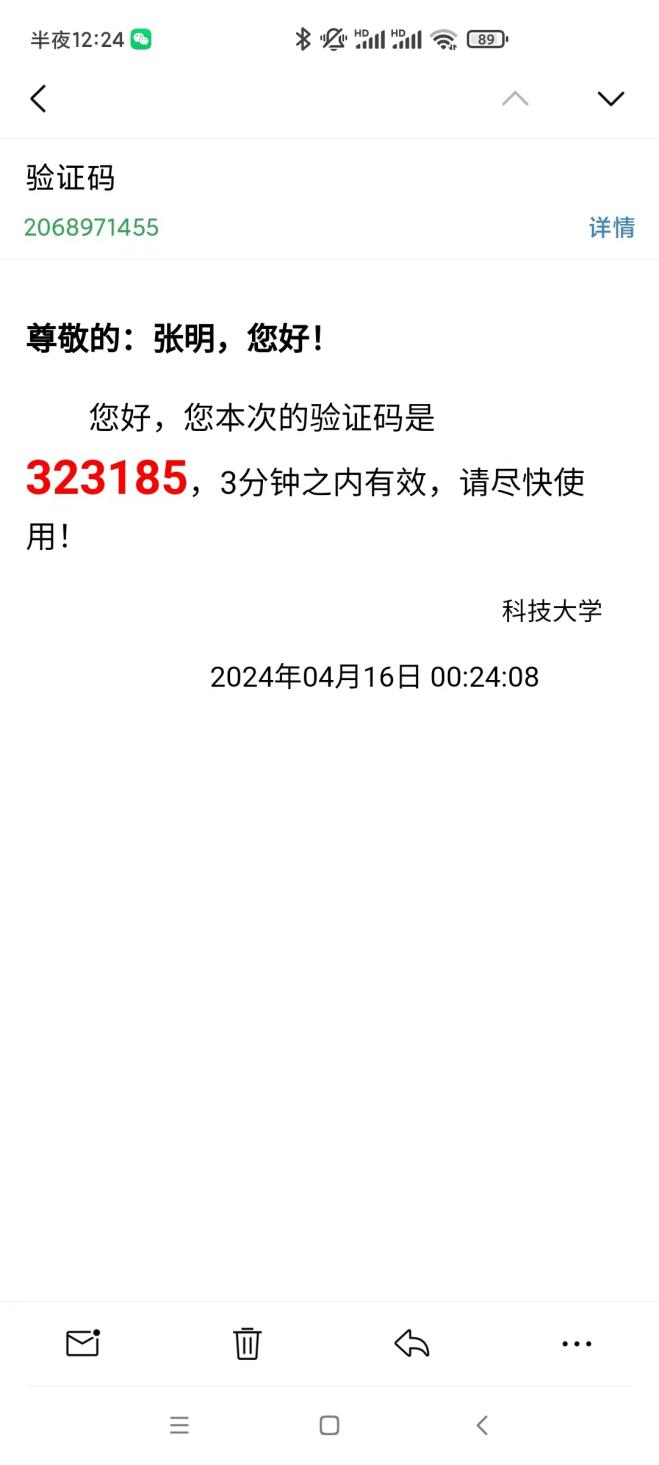 半夜12:24
HD HD 89
验证码
2068971455 详情
尊敬的：张明，您好！
您好，您本次的验证码是
323185，3分钟之内有效，请尽快使
用！
科技大学
2024年04月16日 00:24:08